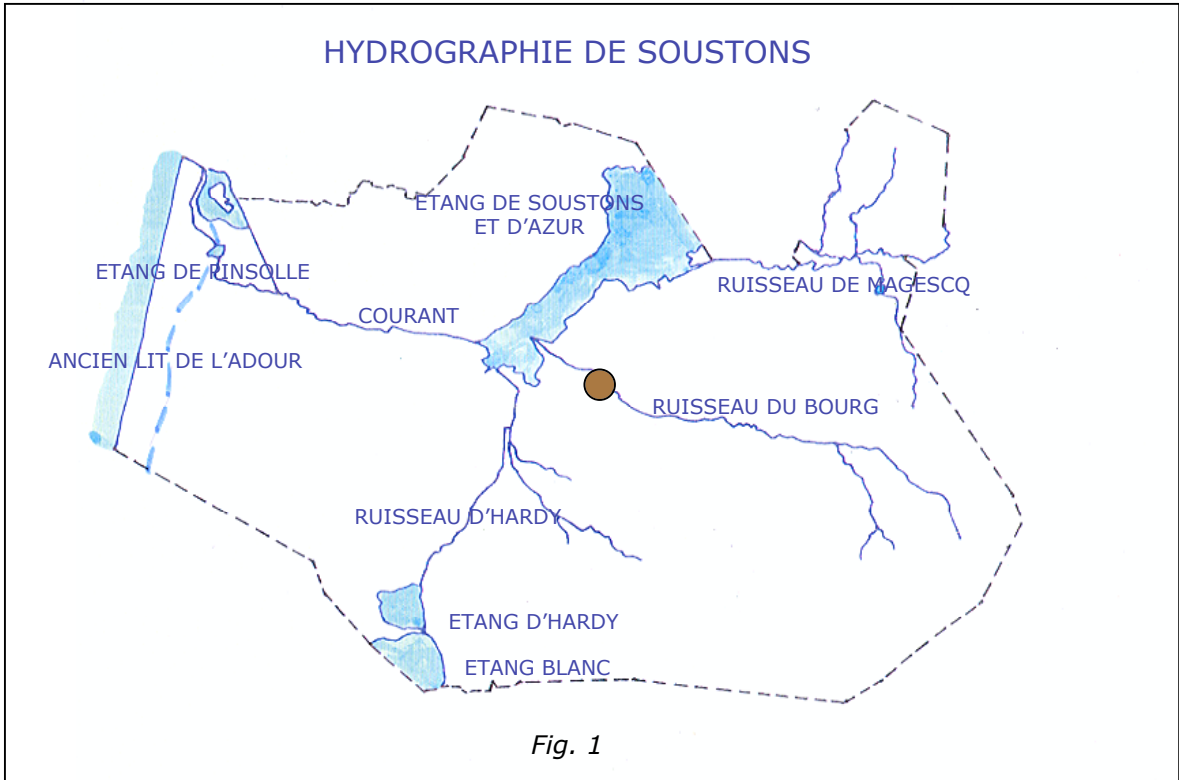 HYDROGRAPHIE DE SOUSTONS
ETANG DE SOUSTONS
ET D'AZUR
ETANG DE PINSOLLE
RUISSEAU DE MAGESCQ
COURANT
ANCIEN LIT DE L'ADOUR
RUISSEAU DU BOURG
RUISSEAU D'HARDY
ETANG D'HARDY
ETANG BLANC
Fig. 1